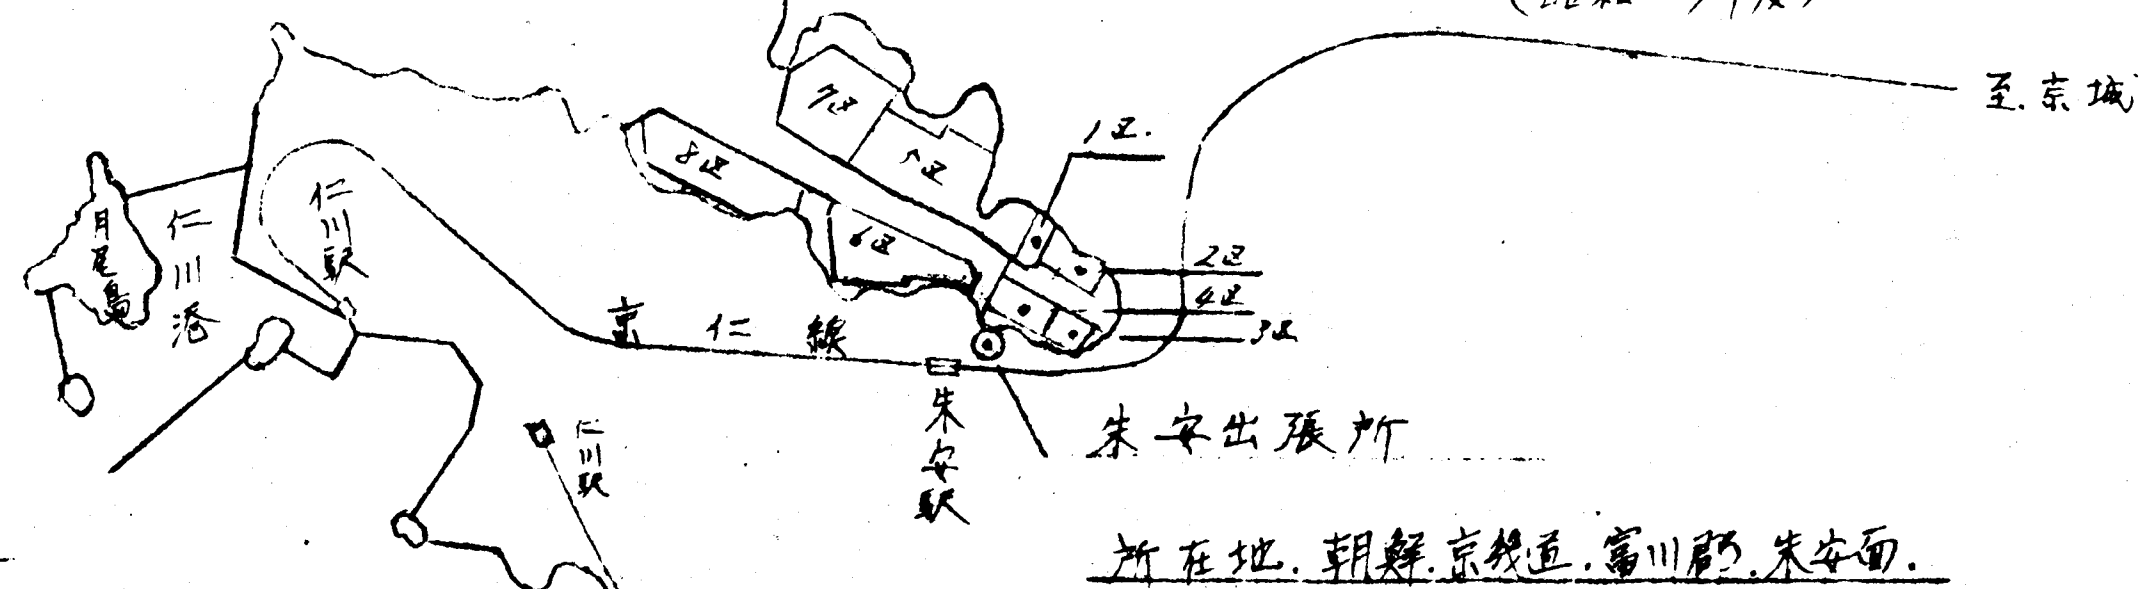 至.京城
1区.
7区
8区
6区
2区
4区
3区
月尾島
仁川港
仁川駅
京仁線
朱安駅
朱安出張所
仁川駅
所在地.朝鮮.京畿道.富川郡.朱安面.